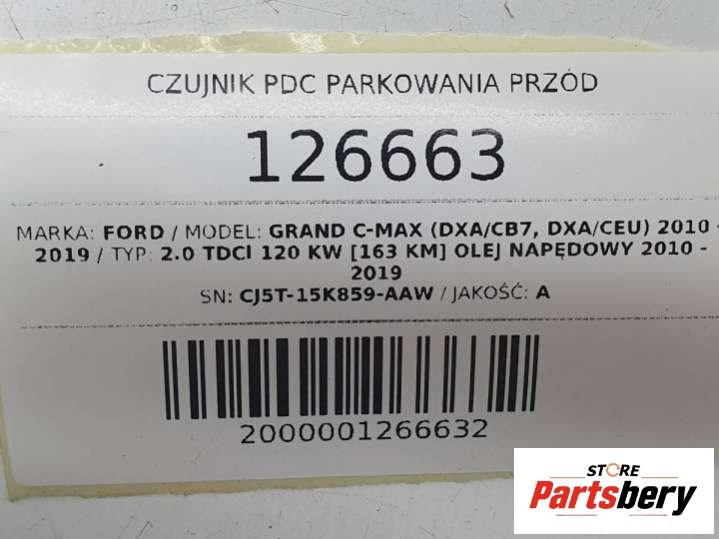 CZUJNIK PDC PARKOWANIA PRZÓD
126663
MARKA: FORD / MODEL: GRAND C-MAX (DXA/CB7, DXA/CEU) 2010 -
2019 / TYP: 2.0 TDCI 120 KW [163 KM] OLEJ NAPĘDOWY 2010 -
2019
SN: CJ5T-15K859-AAW / JAKOŚĆ: A
2000001266632
STORE
Partsbery